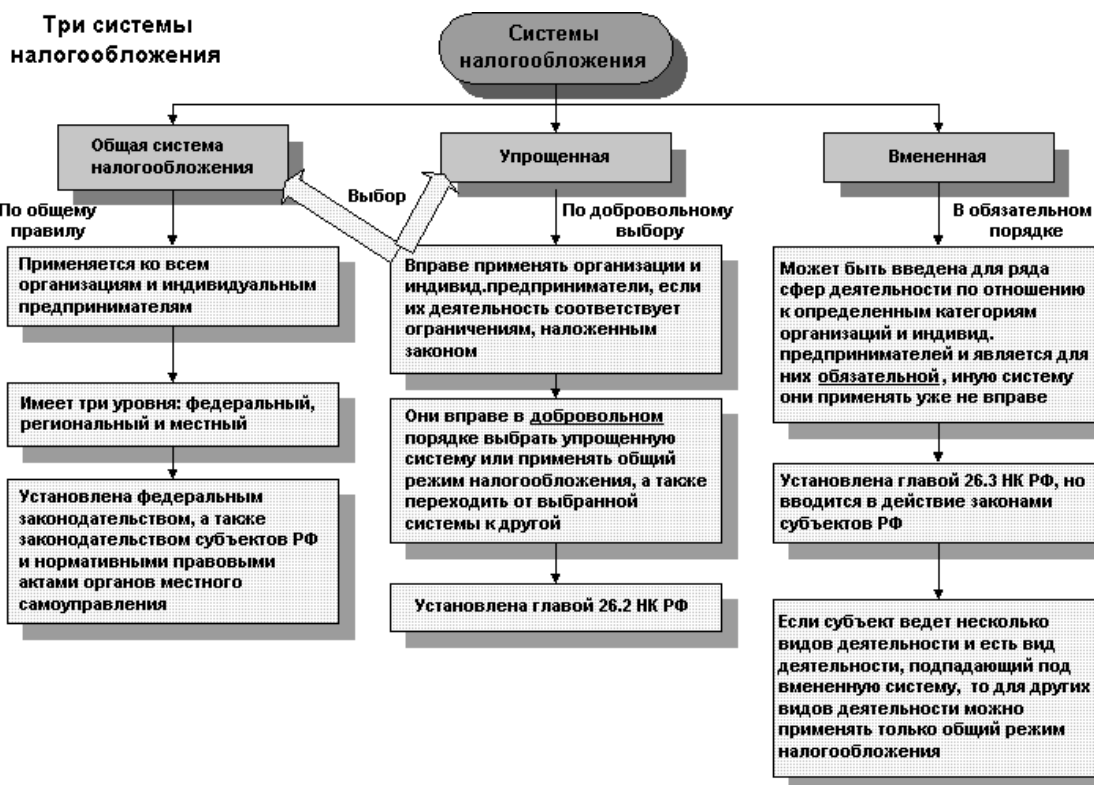 Три системы
налогообложения
Системы
налогообложения
Общая система
налогообложения
Упрощенная
Вмененная
Выбор
По общему
правилу
По добровольному
выбору
В обязательном
порядке
Применяется ко всем
организациям и индивидуальным
предпринимателям
Имеет три уровня: федеральный,
региональный и местный
Установлена федеральным
законодательством, а также
законодательством субъектов РФ
и нормативными правовыми
актами органов местного
самоуправления
Вправе применять организации и
индивид.предприниматели, если
их деятельность соответствует
ограничениям, наложенным
законом
Они вправе в добровольном
порядке выбрать упрощенную
систему или применять общий
режим налогообложения, а также
переходить от выбранной
системы к другой
Установлена главой 26.2 НК РФ
Может быть введена для ряда
сфер деятельности по отношению
к определенным категориям
организаций и индивид.
предпринимателей и является для
них обязательной, иную систему
они применять уже не вправе
Установлена главой 26.3 НК РФ, но
вводится в действие законами
субъектов РФ
Если субъект ведет несколько
видов деятельности и есть вид
деятельности, подпадающий под
вмененную систему, то для других
видов деятельности можно
применять только общий режим
налогообложения